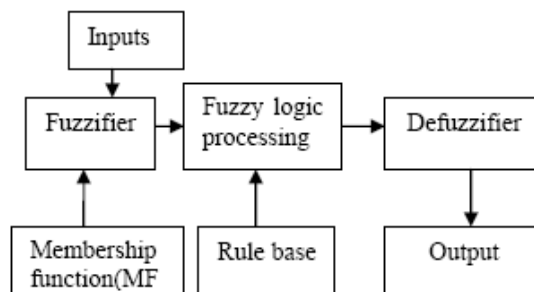 Inputs
Fuzzifier
Fuzzy logic
processing
Defuzzifier
Membership
function(MF
Rule base
Output